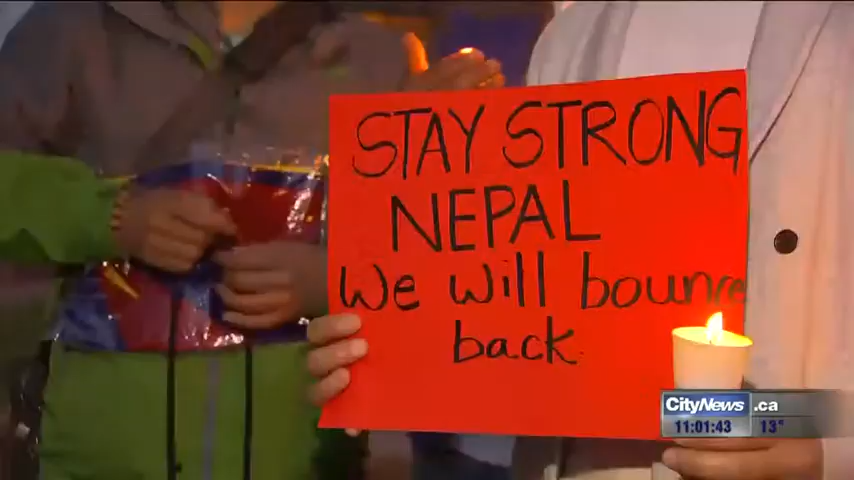 STAY STRONG
NEPAL
We will bounce
back.
CityNews .ca
11:01:43 13°